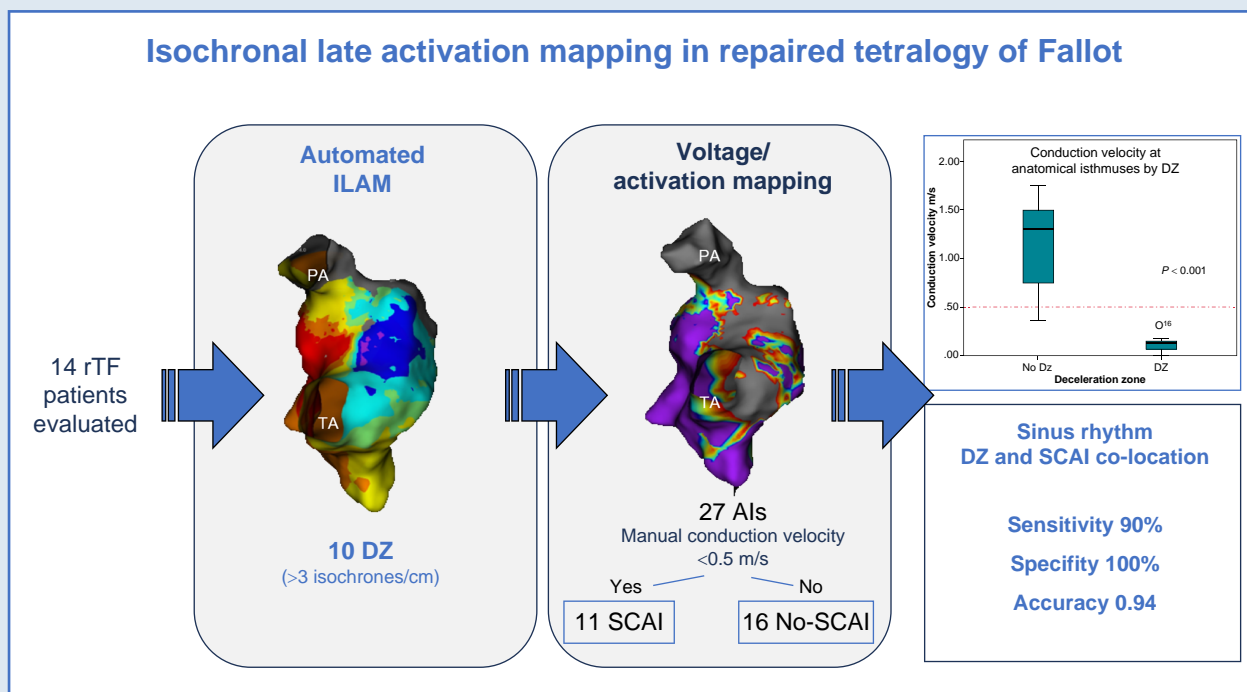 Isochronal late activation mapping in repaired tetralogy of Fallot
14 rTF
patients
evaluated
Automated
ILAM
PA
TA
10 DZ
(>3 isochrones/cm)
Voltage/
activation mapping
PA
TA
27 AIs
Manual conduction velocity
<0.5 m/s
Yes
No
11 SCAI
16 No-SCAI
Conduction velocity at
anatomical isthmuses by DZ
Conduction velocity m/s
2.00
1.50
1.00
.50
.00
P < 0.001
O16
No Dz
DZ
Deceleration zone
Sinus rhythm
DZ and SCAI co-location
Sensitivity 90%
Specifity 100%
Accuracy 0.94